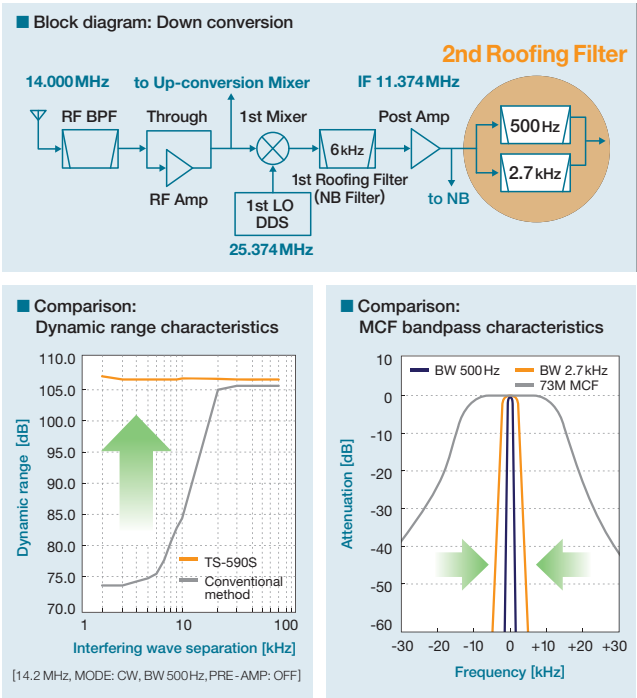 ■ Block diagram: Down conversion
2nd Roofing Filter
14.000 MHz
to Up-conversion Mixer
IF 11.374 MHz
RF BPF
Through
1st Mixer
Post Amp
500 Hz
6 kHz
2.7 kHz
RF Amp
1st Roofing Filter
(NB Filter)
to NB
1st LO
DDS
25.374 MHz
■ Comparison:
Dynamic range characteristics
110.0
105.0
100.0
95.0
90.0
85.0
80.0
75.0
70.0
Dynamic range [dB]
TS-590S
Conventional
method
1 10 100
Interfering wave separation [kHz]
[14.2 MHz, MODE: CW, BW 500 Hz, PRE-AMP: OFF]
■ Comparison:
MCF bandpass characteristics
10
0
-10
-20
-30
-40
-50
-60
Attenuation [dB]
BW 500 Hz
BW 2.7 kHz
73M MCF
-30 -20 -10 0 +10 +20 +30
Frequency [kHz]